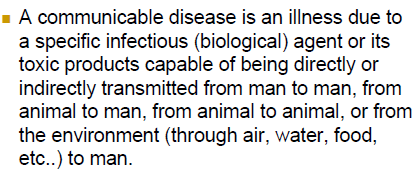 ■ A communicable disease is an illness due to
a specific infectious (biological) agent or its
toxic products capable of being directly or
indirectly transmitted from man to man, from
animal to man, from animal to animal, or from
the environment (through air, water, food,
etc..) to man.